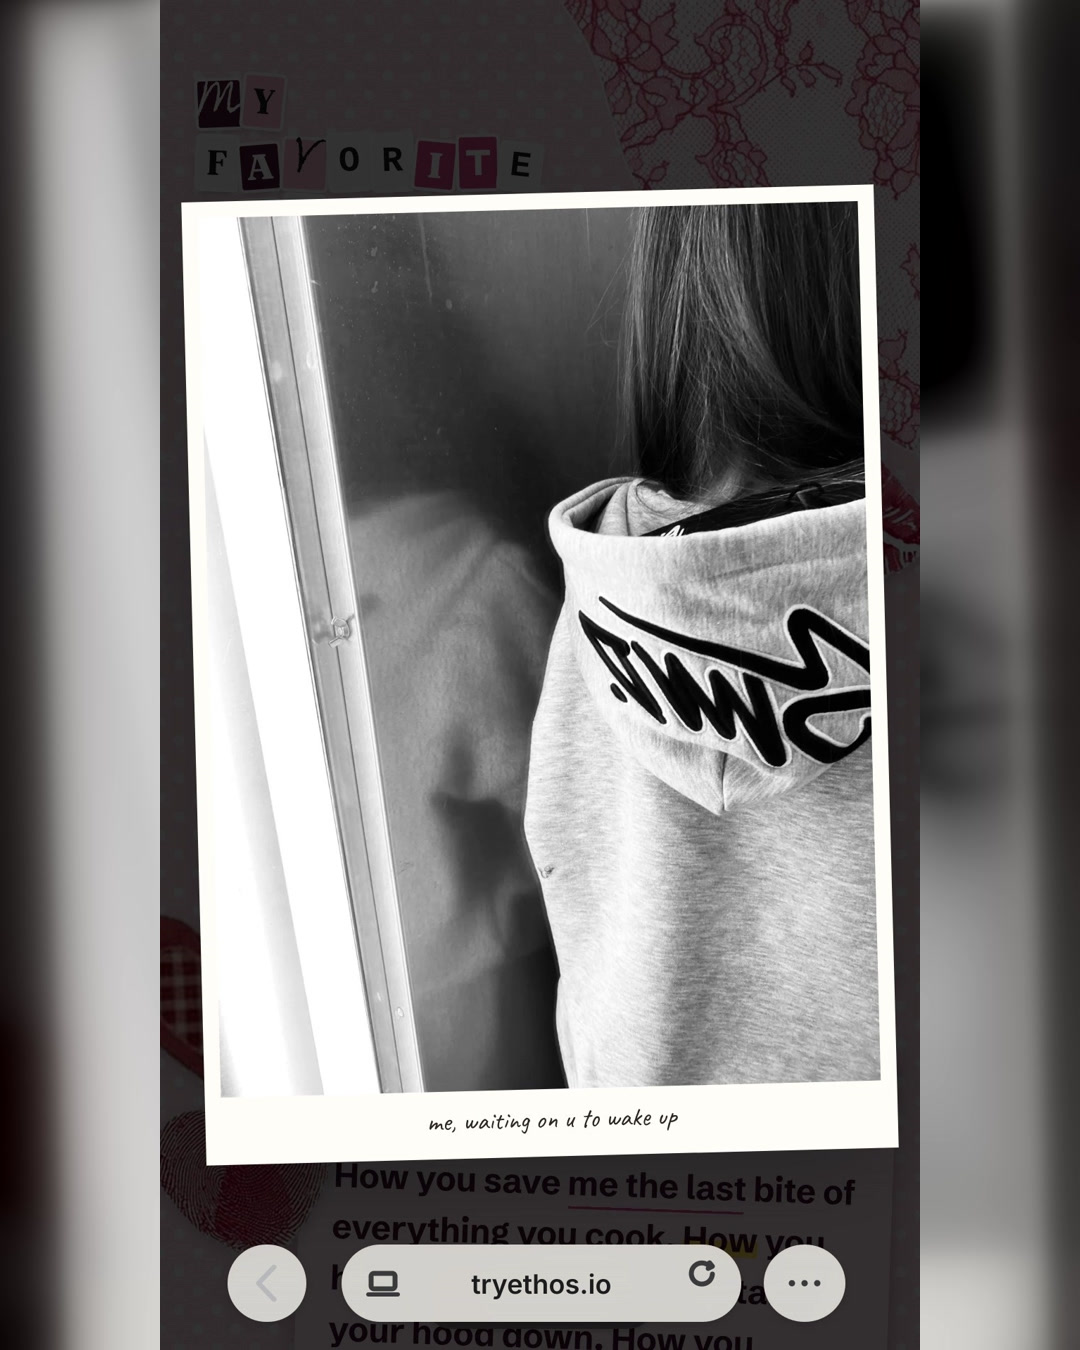 MY
FAVORITE
me, waiting on u to wake up
How you save me the last bite of
everything you cook. How you
tryethos.io
your hood down. How you